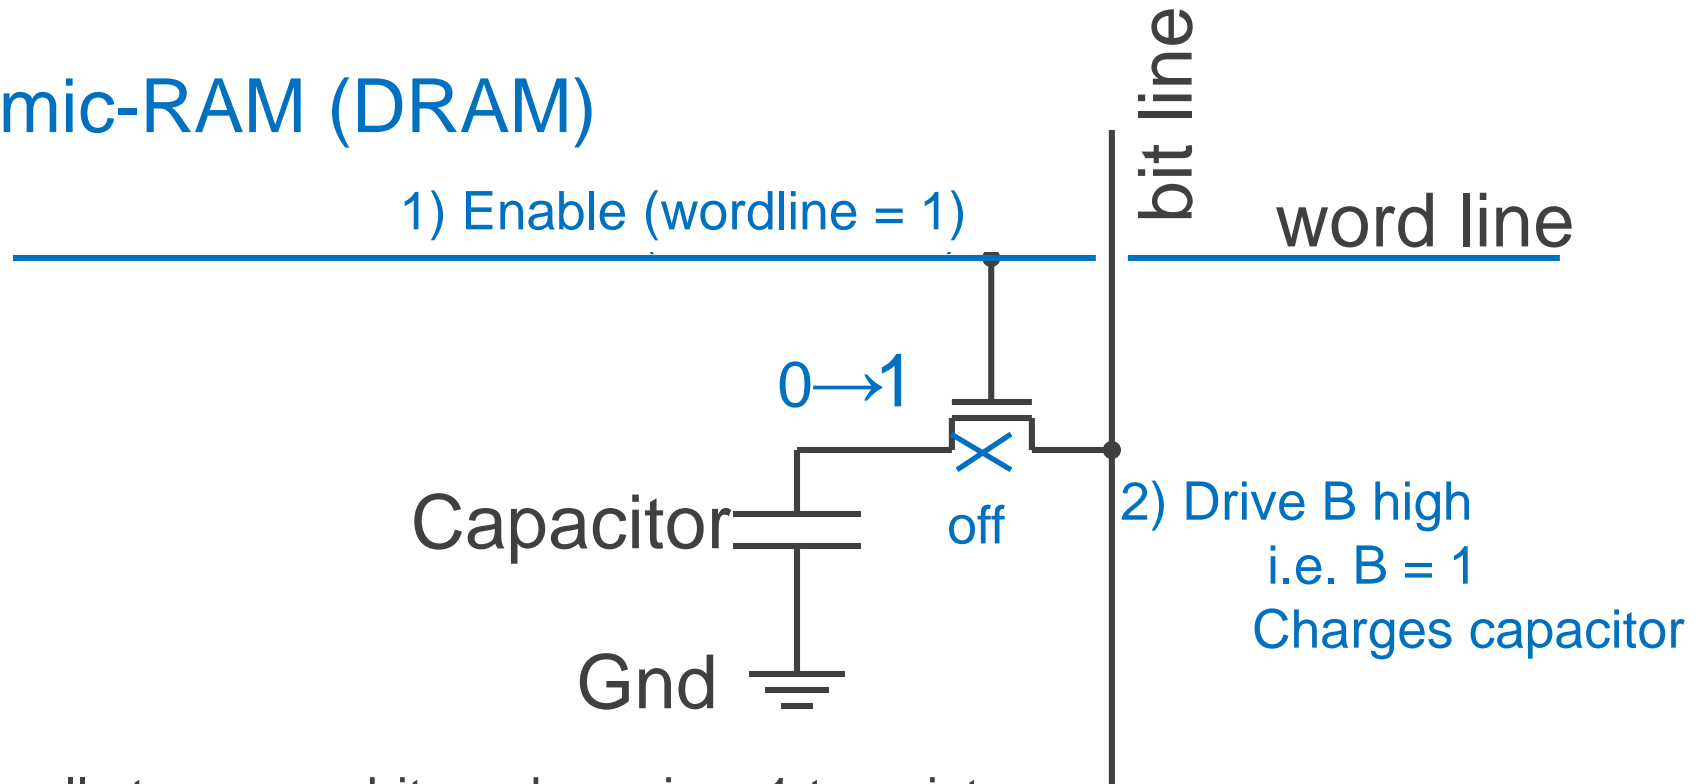 mic-RAM (DRAM)
bit line
1) Enable (wordline = 1)
word line
0→1
Capacitor
off
2) Drive B high
i.e. B = 1
Charges capacitor
Gnd